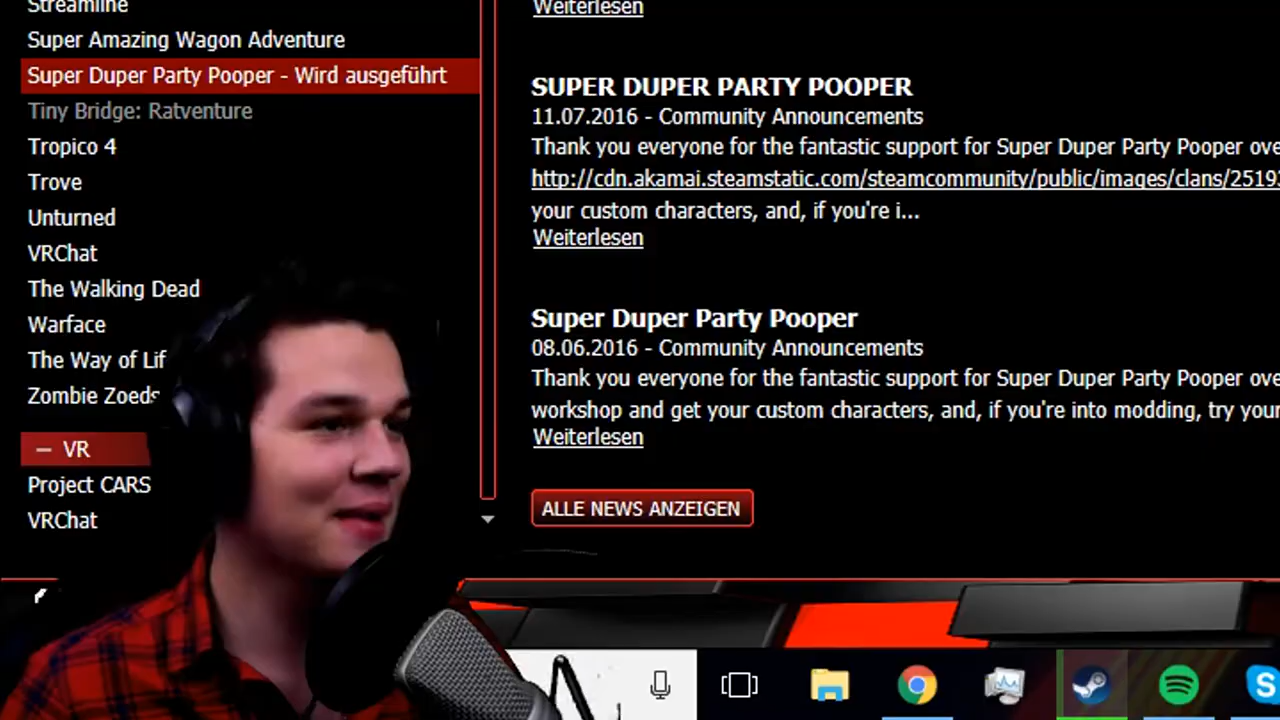 Streamline
Super Amazing Wagon Adventure
Super Duper Party Pooper - Wird ausgeführt
Tiny Bridge: Ratventure
Tropico 4
Trove
Unturned
VRChat
The Walking Dead
Warface
The Way of Lif
Zombie Zoeds
– VR
Project CARS
VRChat
Weiterlesen
SUPER DUPER PARTY POOPER
11.07.2016 - Community Announcements
Thank you everyone for the fantastic support for Super Duper Party Pooper ove
http://cdn.akamai.steamstatic.com/steamcommunity/public/images/clans/25193
your custom characters, and, if you're i...
Weiterlesen
Super Duper Party Pooper
08.06.2016 - Community Announcements
Thank you everyone for the fantastic support for Super Duper Party Pooper ove
workshop and get your custom characters, and, if you're into modding, try your
Weiterlesen
ALLE NEWS ANZEIGEN